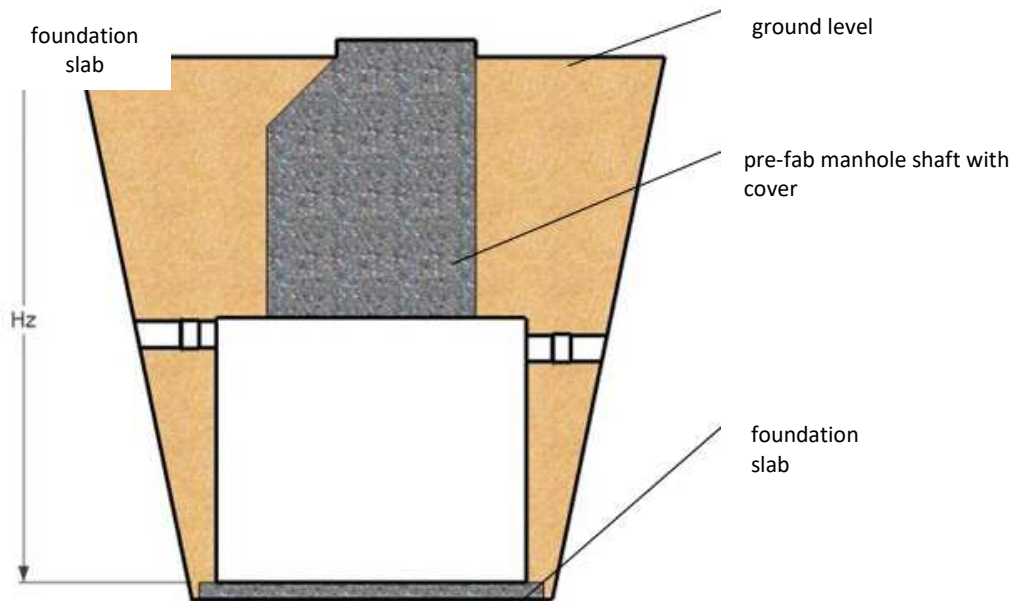 foundation
slab
ground level
pre-fab manhole shaft with
cover
Hz
foundation
slab